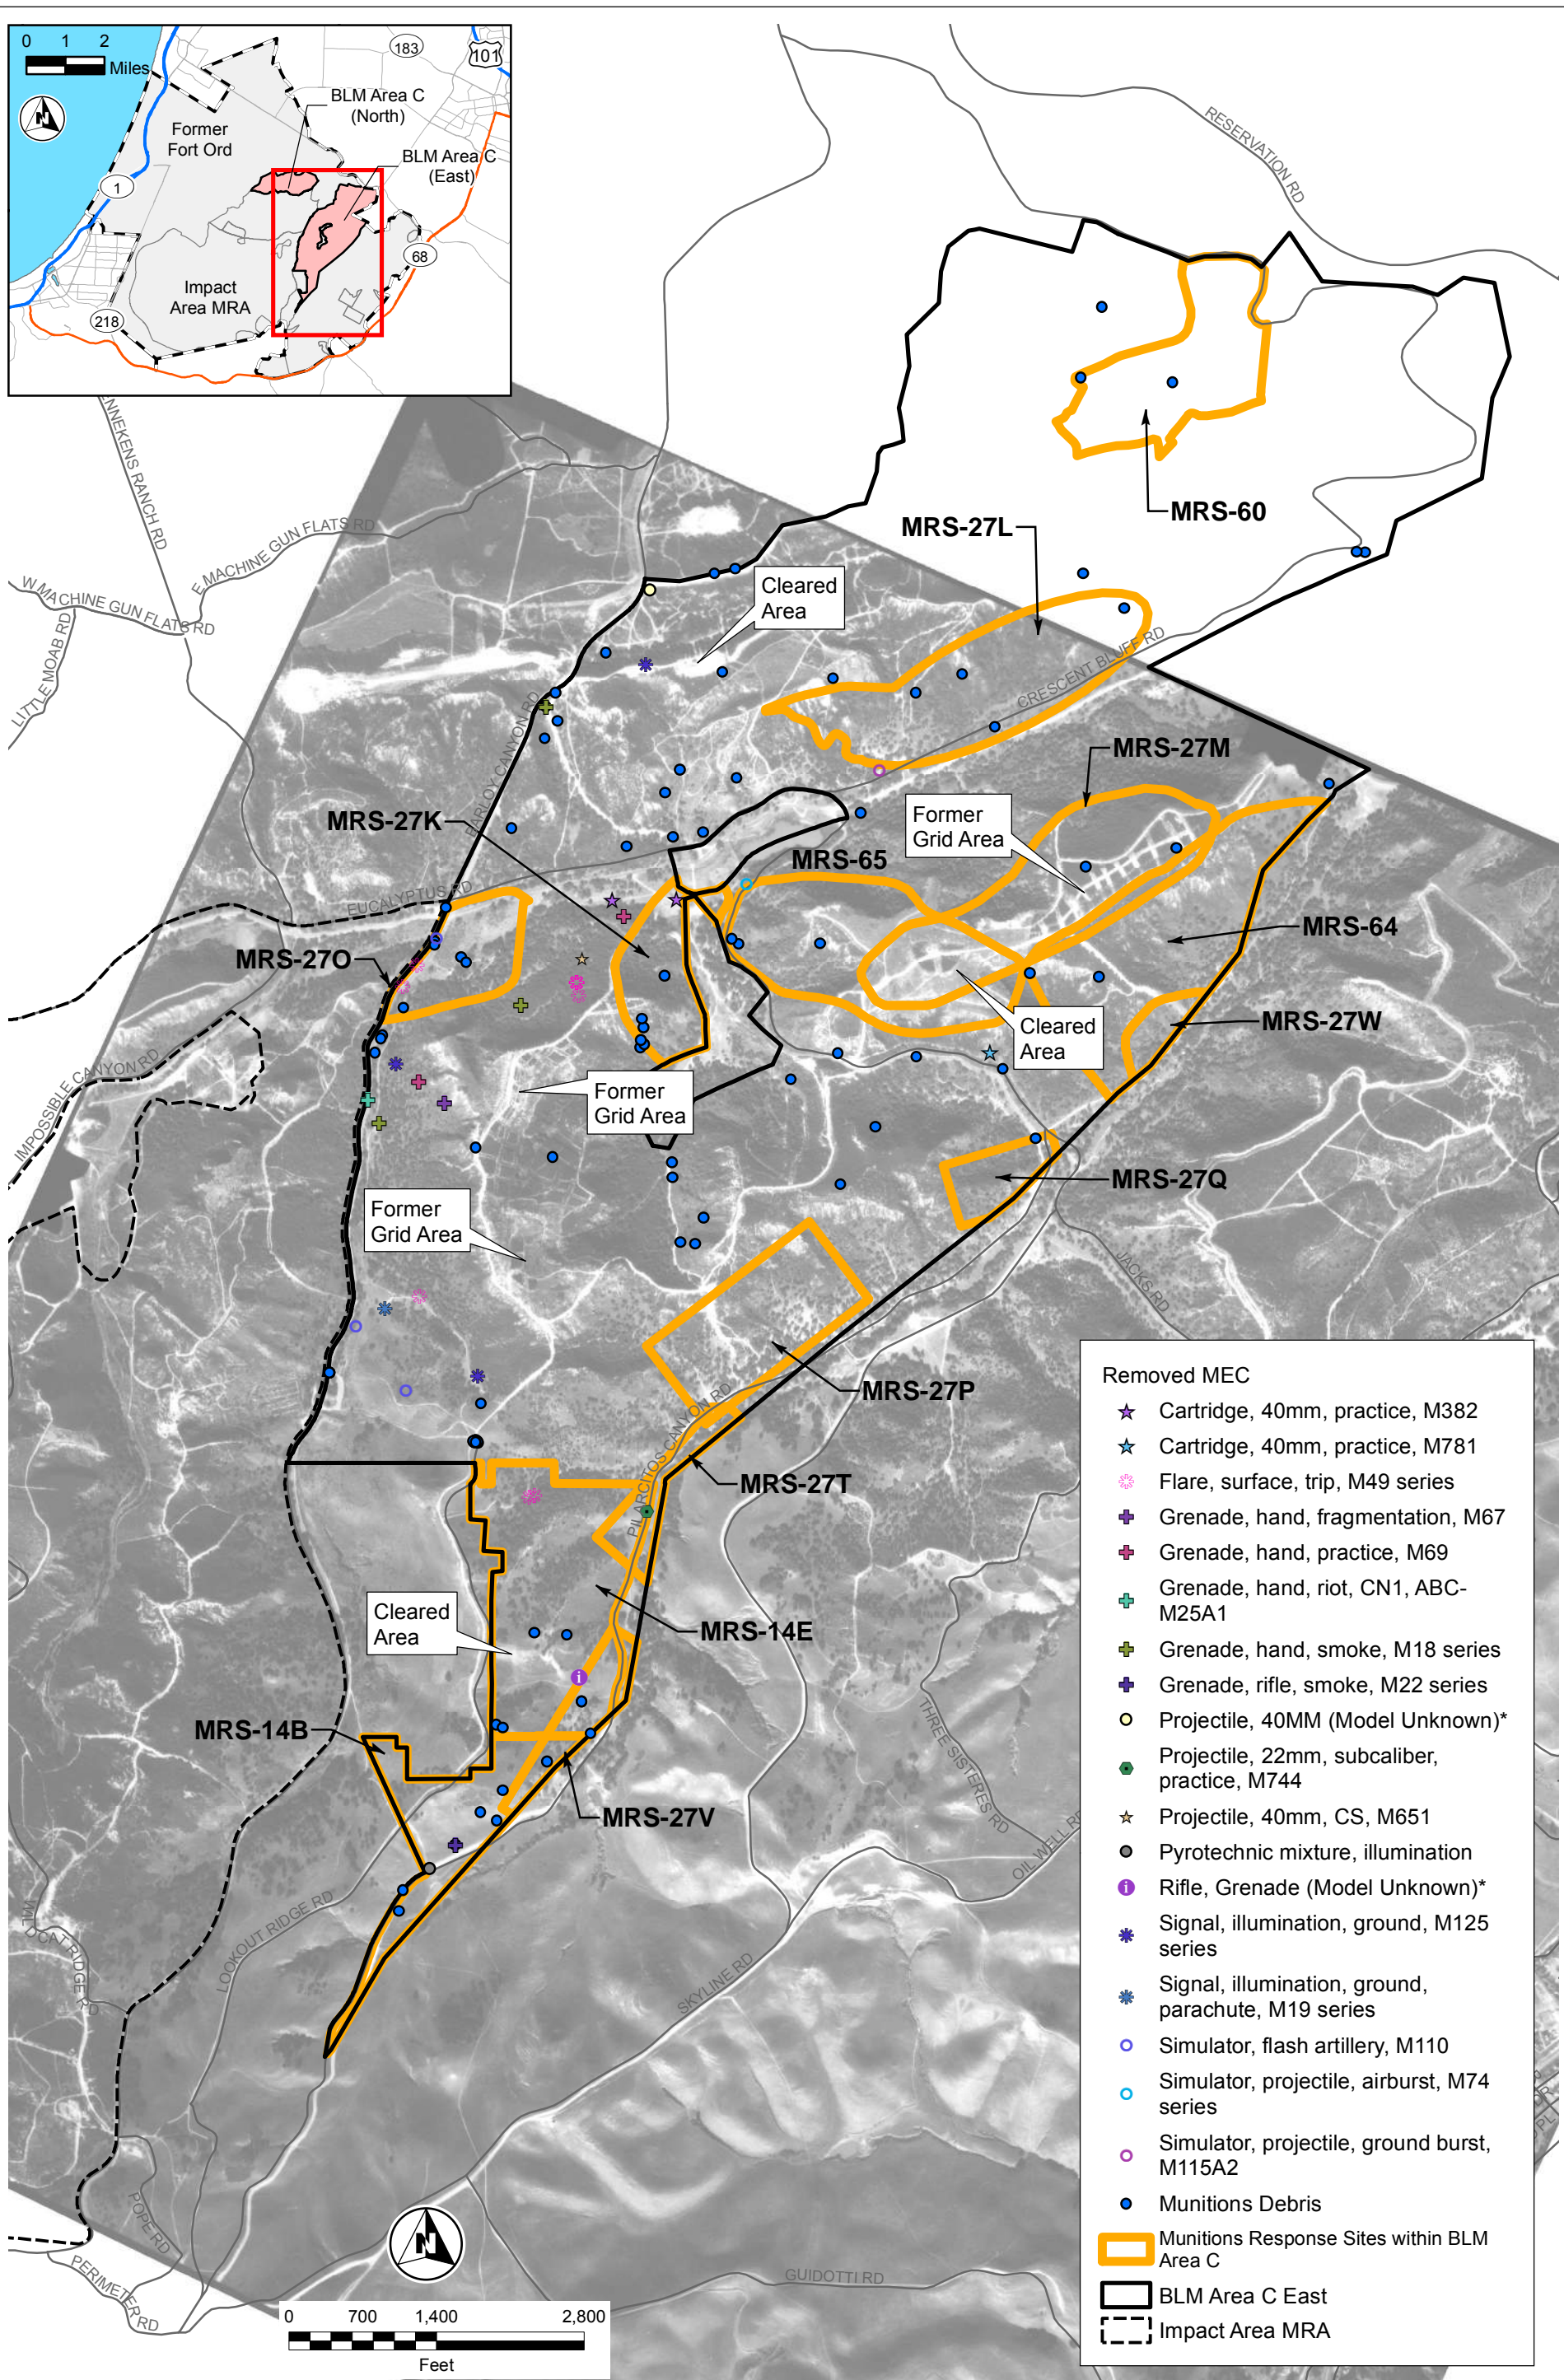 0 1 2
Miles
N
183
101
BLM Area C
(North)
Former
Fort Ord
BLM Area C
(East)
1
68
Impact
Area MRA
218
RESERVATION RD
ENNEKENS RANCH RD
E MACHINE GUN FLATS RD
W MACHINE GUN FLATS RD
LITTLE MOAB RD
MRS-60
MRS-27L
Cleared
Area
CRESCENT BLUFF RD
BARLOY CANYON RD
MRS-27M
MRS-27K
Former
Grid Area
MRS-65
EUCALYPTUS RD
MRS-64
MRS-27O
MRS-27W
Cleared
Area
IMPOSSIBLE CANYON RD
Former
Grid Area
MRS-27Q
Former
Grid Area
JACKS RD
MRS-27P
PILARCITOS CANYON RD
MRS-27T
Cleared
Area
MRS-14E
MRS-14B
THREE SISTERES RD
MRS-27V
OIL WELL RD
LOOKOUT RIDGE RD
WILDCAT RIDGE RD
SKYLINE RD
POPE RD
PERIMETER RD
GUIDOTTI RD
N
0 700 1,400 2,800
Feet
Removed MEC
Cartridge, 40mm, practice, M382
Cartridge, 40mm, practice, M781
Flare, surface, trip, M49 series
Grenade, hand, fragmentation, M67
Grenade, hand, practice, M69
Grenade, hand, riot, CN1, ABC-
M25A1
Grenade, hand, smoke, M18 series
Grenade, rifle, smoke, M22 series
Projectile, 40MM (Model Unknown)*
Projectile, 22mm, subcaliber,
practice, M744
Projectile, 40mm, CS, M651
Pyrotechnic mixture, illumination
Rifle, Grenade (Model Unknown)*
Signal, illumination, ground, M125
series
Signal, illumination, ground,
parachute, M19 series
Simulator, flash artillery, M110
Simulator, projectile, airburst, M74
series
Simulator, projectile, ground burst,
M115A2
Munitions Debris
Munitions Response Sites within BLM
Area C
BLM Area C East
Impact Area MRA